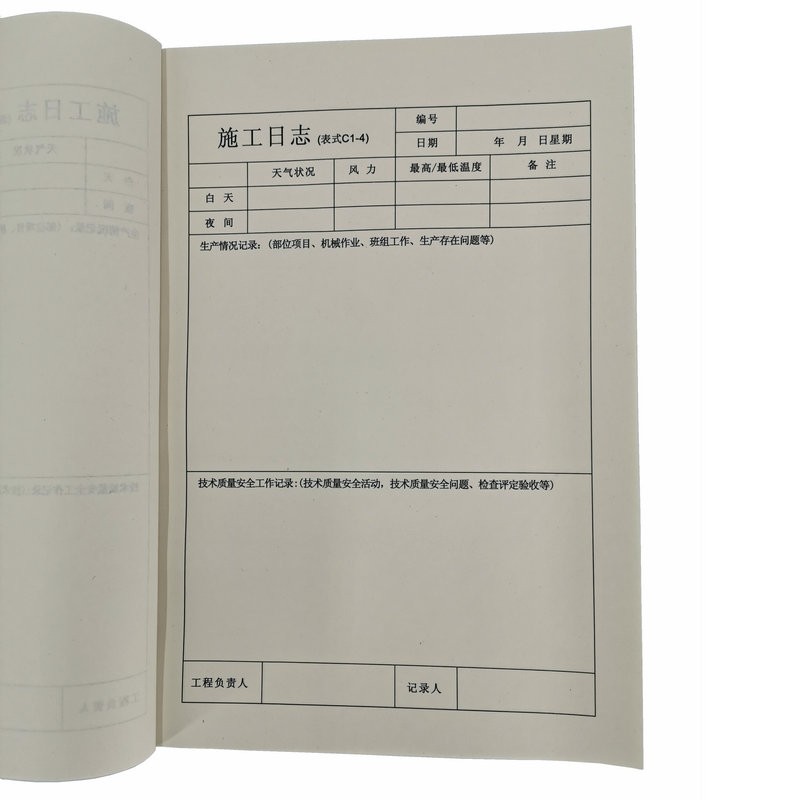 施工日志 (表式C1-4)
编号
日期 年 月 日星期
天气状况 风 力 最高/最低温度 备 注
白 天
夜 间
生产情况记录：(部位项目、机械作业、班组工作、生产存在问题等)
技术质量安全工作记录：(技术质量安全活动，技术质量安全问题、检查评定验收等)
工程负责人 记录人